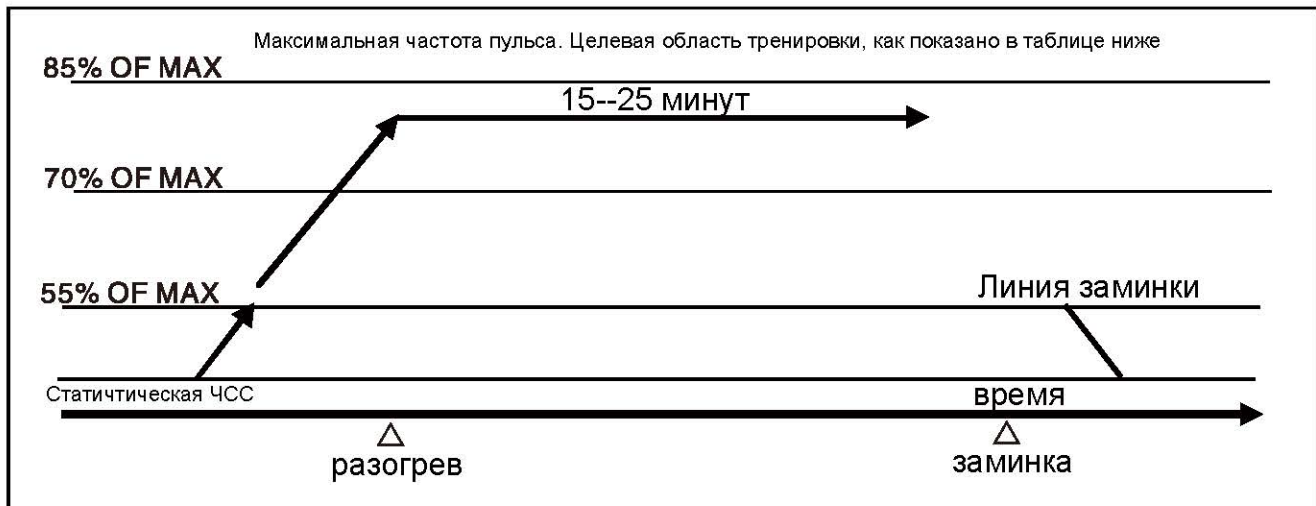 Максимальная частота пульса. Целевая область тренировки, как показано в таблице ниже
85% OF MAX
15--25 минут
70% OF MAX
55% OF MAX
Линия заминки
Статичтическая ЧСС
время
разогрев
заминка